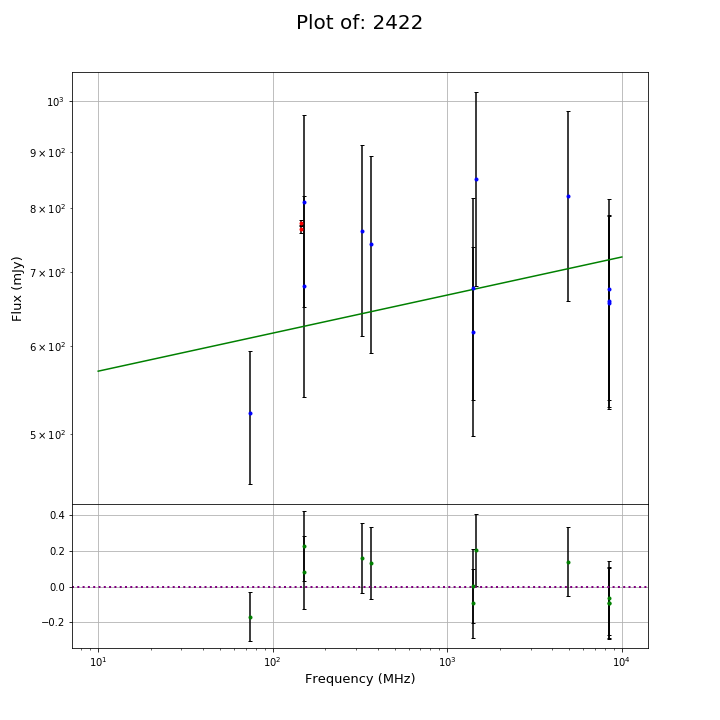 Plot of: 2422
10³
9 × 10²
8 × 10²
7 × 10²
6 × 10²
5 × 10²
Flux (mJy)
0.4
0.2
0.0
−0.2
10¹ 10² 10³ 10⁴
Frequency (MHz)